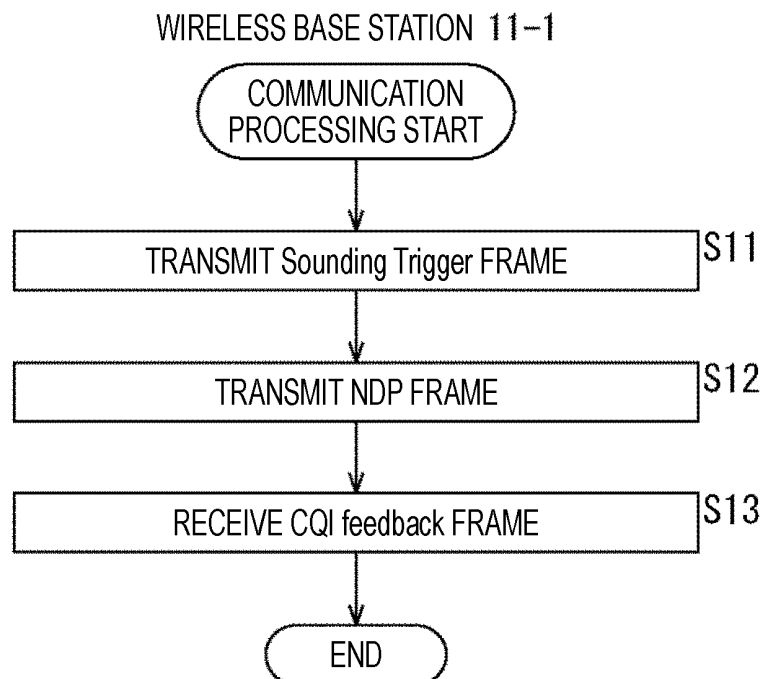 WIRELESS BASE STATION 11-1
COMMUNICATION
PROCESSING START
TRANSMIT Sounding Trigger FRAME
S11
TRANSMIT NDP FRAME
S12
RECEIVE CQI feedback FRAME
S13
END